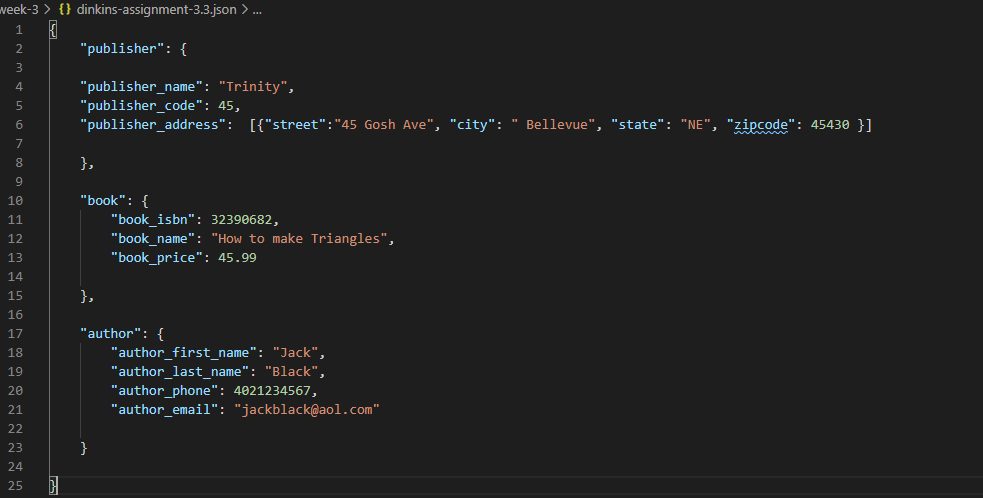 week-3 > {} dinkins-assignment-3.3.json > ...
1 {
2 "publisher": {
3
4 "publisher_name": "Trinity",
5 "publisher_code": 45,
6 "publisher_address":  [{"street":"45 Gosh Ave", "city": " Bellevue", "state": "NE", "zipcode": 45430 }]
7
8 },
9
10 "book": {
11 "book_isbn": 32390682,
12 "book_name": "How to make Triangles",
13 "book_price": 45.99
14
15 },
16
17 "author": {
18 "author_first_name": "Jack",
19 "author_last_name": "Black",
20 "author_phone": 4021234567,
21 "author_email": "jackblack@aol.com"
22
23 }
24
25 }